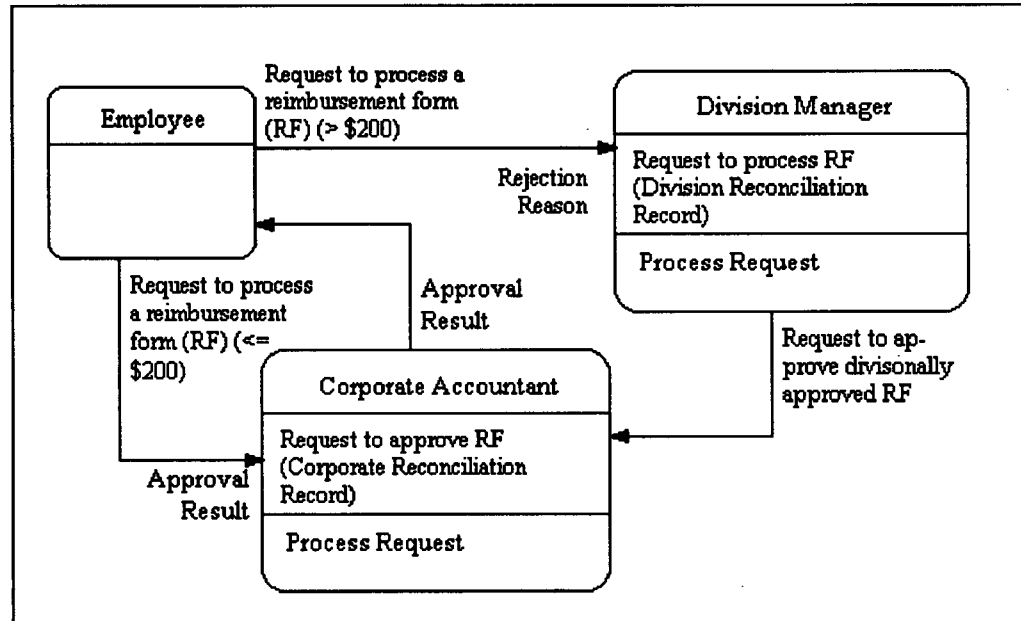 Employee
Request to process a
reimbursement form
(RF) (> $200)
Division Manager
Request to process RF
(Division Reconciliation
Record)
Process Request
Rejection
Reason
Request to process
a reimbursement
form (RF) (<=
$200)
Approval
Result
Request to ap-
prove divisonally
approved RF
Corporate Accountant
Request to approve RF
(Corporate Reconciliation
Record)
Process Request
Approval
Result